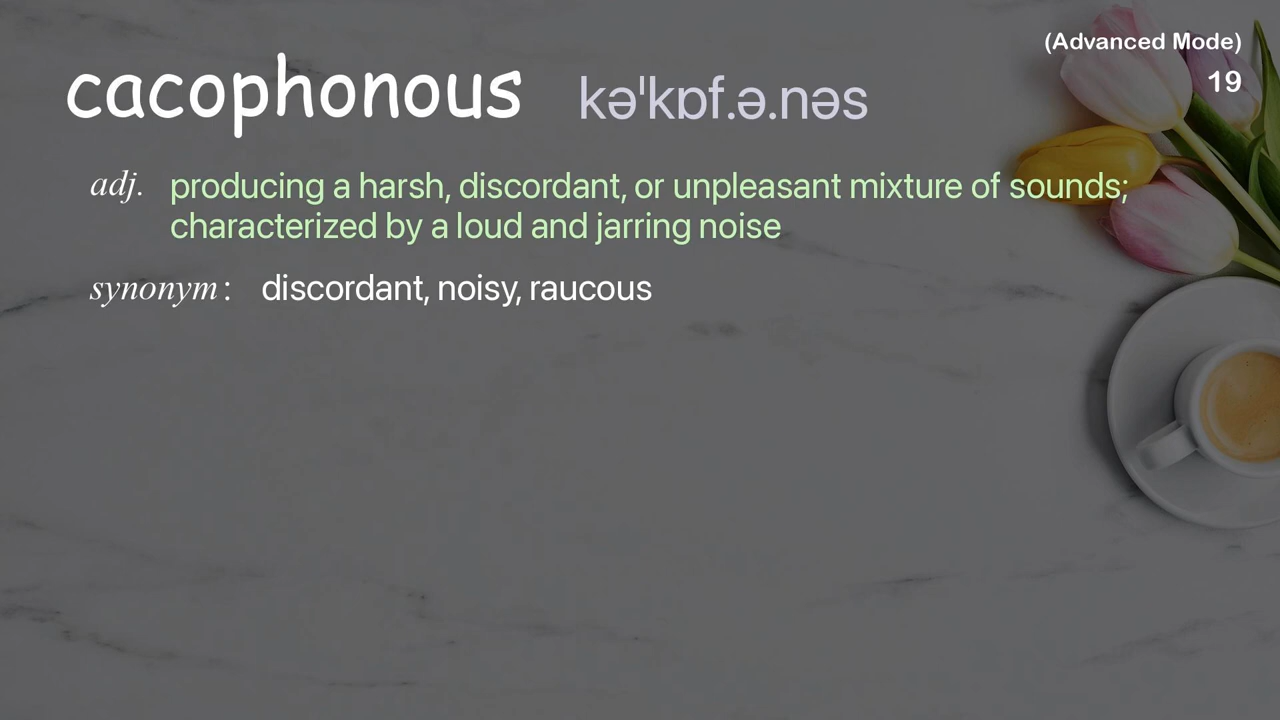 (Advanced Mode)
19
cacophonous kəˈkɒf.ə.nəs
adj. producing a harsh, discordant, or unpleasant mixture of sounds;
characterized by a loud and jarring noise
synonym : discordant, noisy, raucous